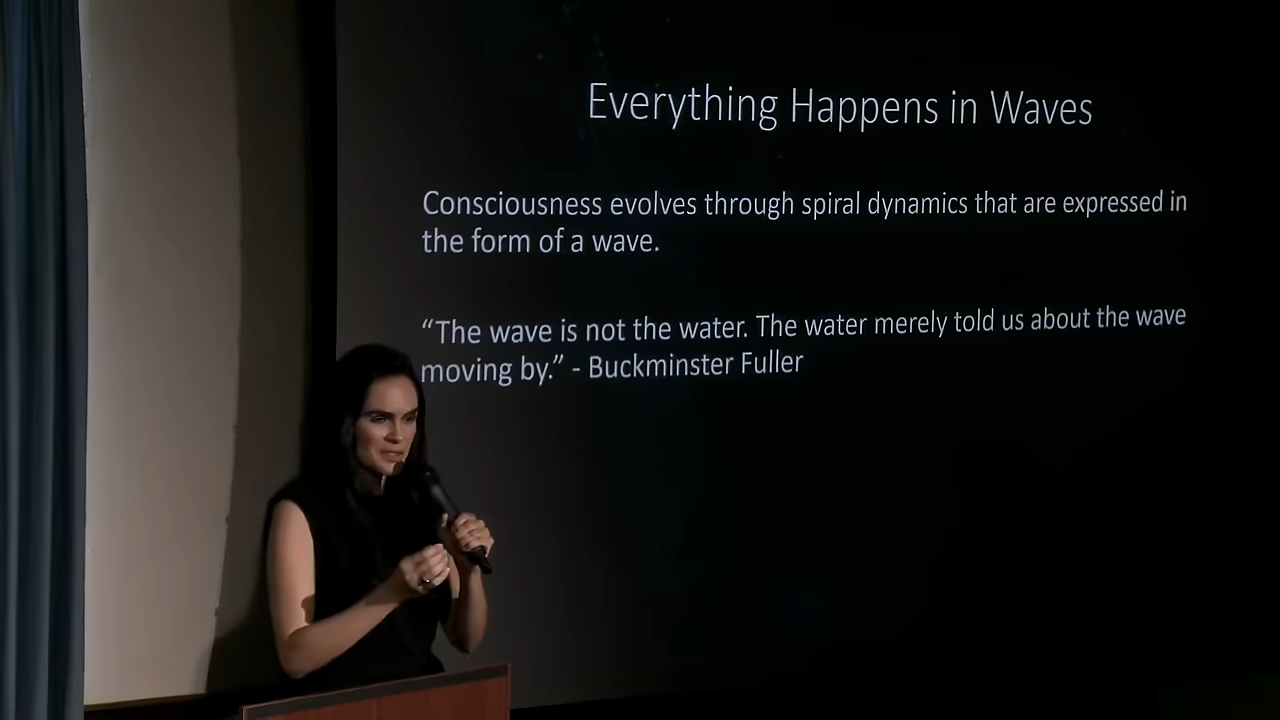 Everything Happens in Waves
Consciousness evolves through spiral dynamics that are expressed in
the form of a wave.
“The wave is not the water. The water merely told us about the wave
moving by.” - Buckminster Fuller